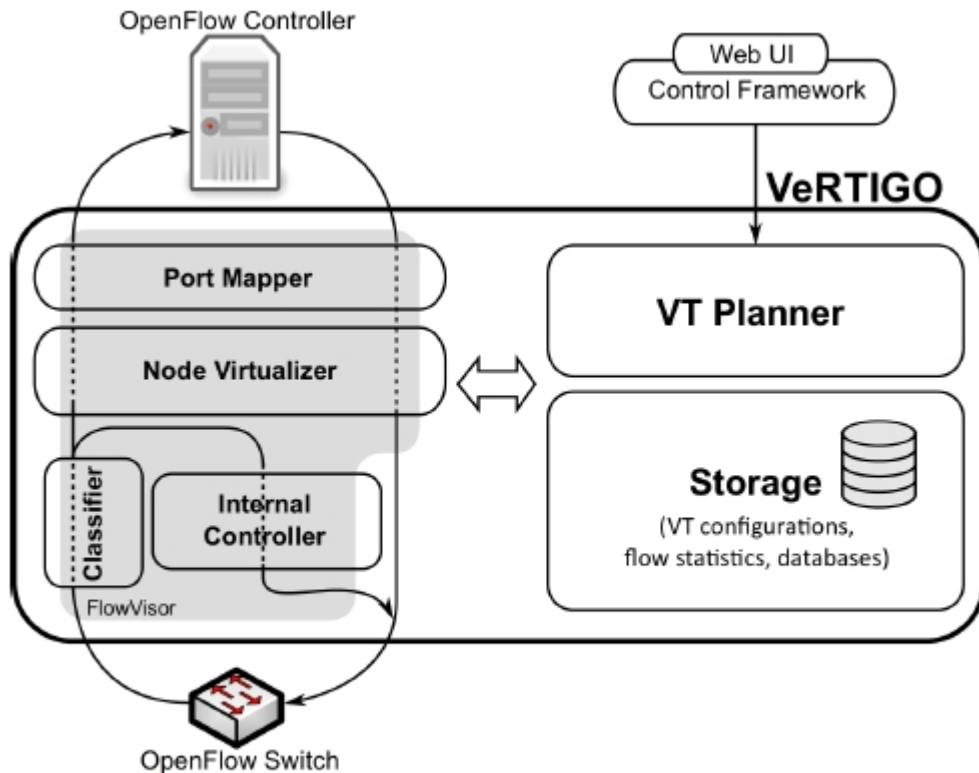 OpenFlow Controller
Web UI
Control Framework
VeRTIGO
Port Mapper
VT Planner
Node Virtualizer
Classifier
Internal
Controller
Storage
(VT configurations,
flow statistics, databases)
FlowVisor
OpenFlow Switch